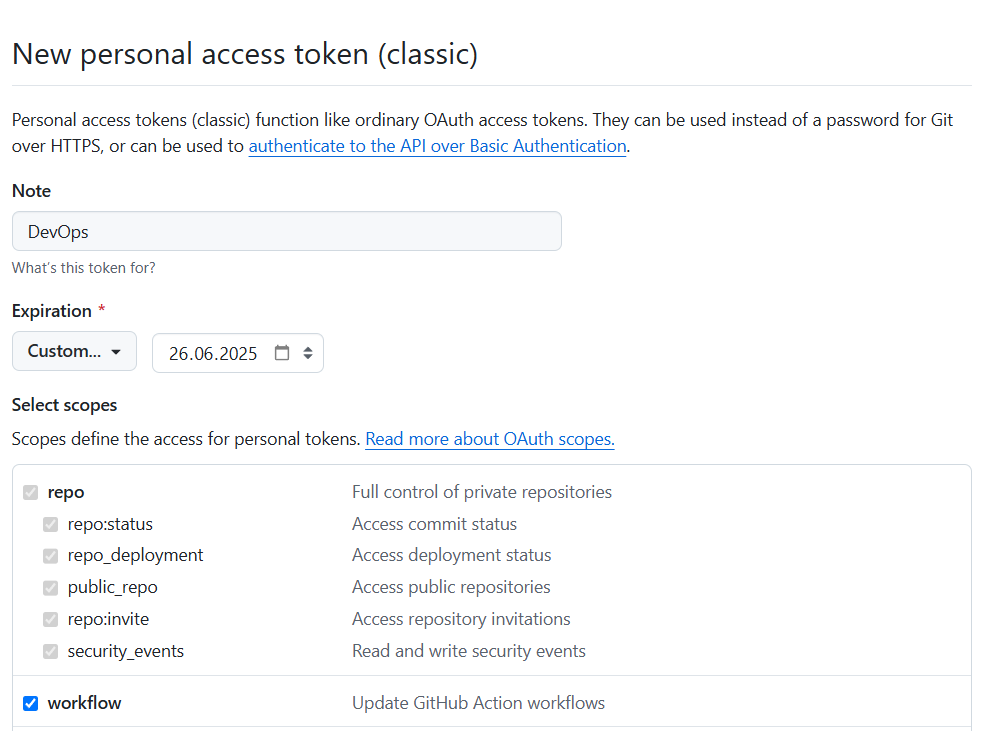 New personal access token (classic)
Personal access tokens (classic) function like ordinary OAuth access tokens. They can be used instead of a password for Git
over HTTPS, or can be used to authenticate to the API over Basic Authentication.
Note
DevOps
What's this token for?
Expiration *
Custom... 26.06.2025
Select scopes
Scopes define the access for personal tokens. Read more about OAuth scopes.
repo Full control of private repositories
repo:status Access commit status
repo_deployment Access deployment status
public_repo Access public repositories
repo:invite Access repository invitations
security_events Read and write security events
workflow Update GitHub Action workflows